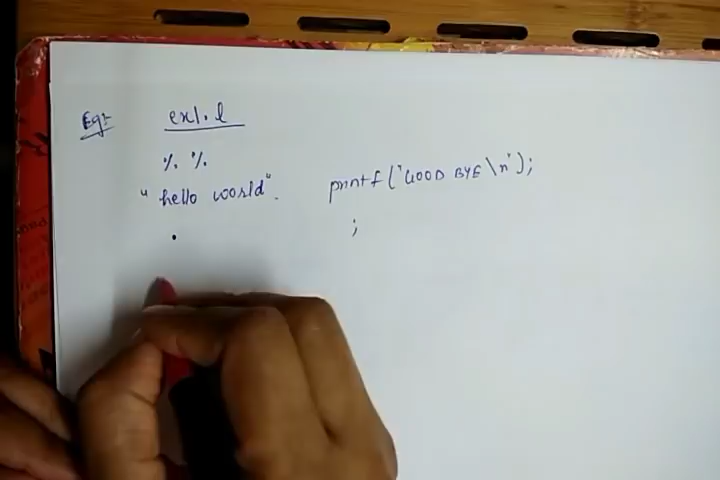 Eg:- ex1.l
%%
"hello world". printf("GOOD BYE\n");
. ;